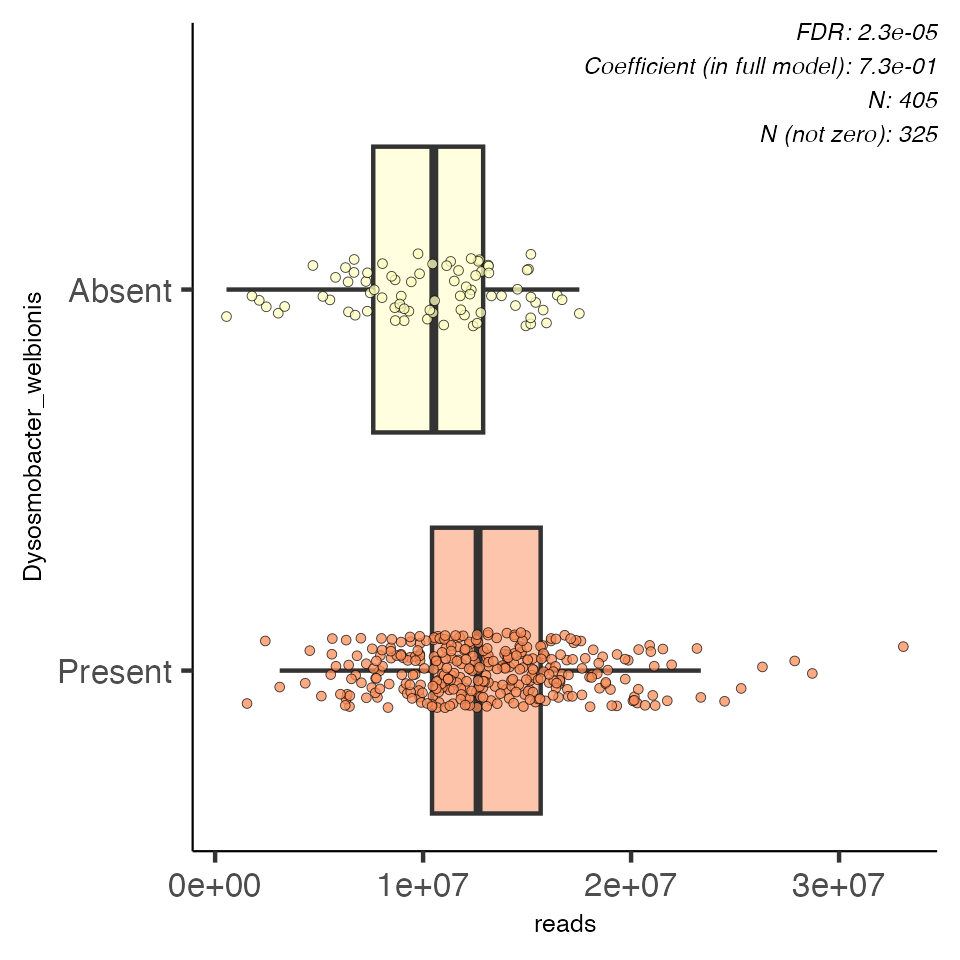 FDR: 2.3e-05
Coefficient (in full model): 7.3e-01
N: 405
N (not zero): 325
Dysosmobacter_welbionis
Absent
Present
0e+00 1e+07 2e+07 3e+07
reads